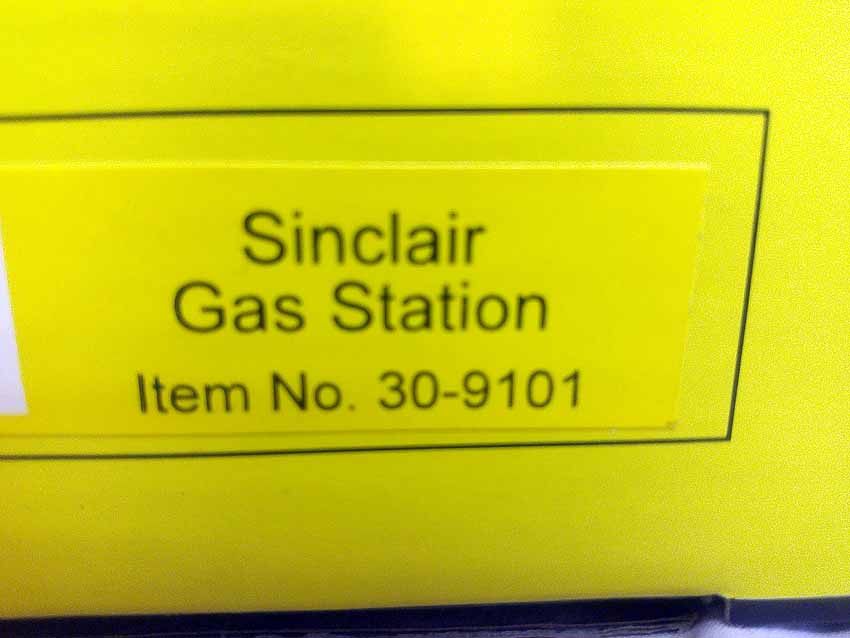 Sinclair
Gas Station
Item No. 30-9101